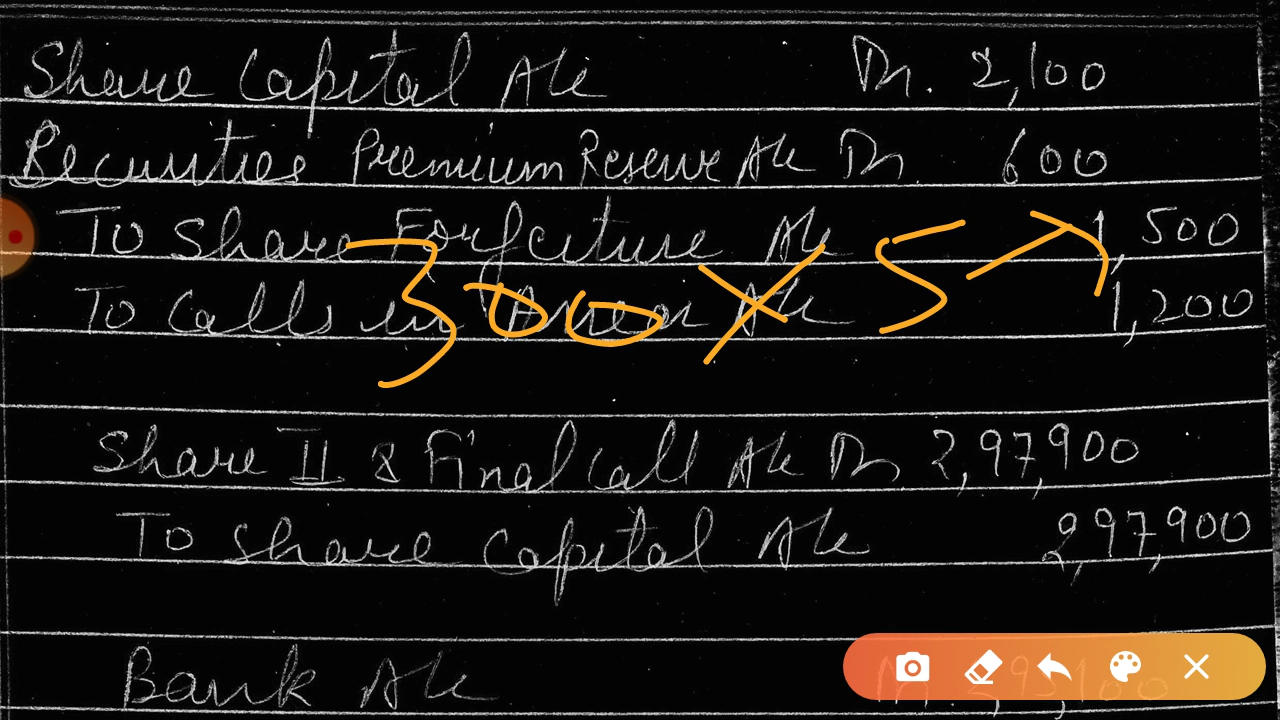 Share Capital A/c Dr. 2,100
Securities Premium Reserve A/c Dr. 600
To Share Forfeiture A/c 1,500
To Calls in Arrear A/c 1,200
300 X 5
Share II & Final Call A/c Dr 2,97,900
To Share Capital A/c 2,97,900
Bank A/c